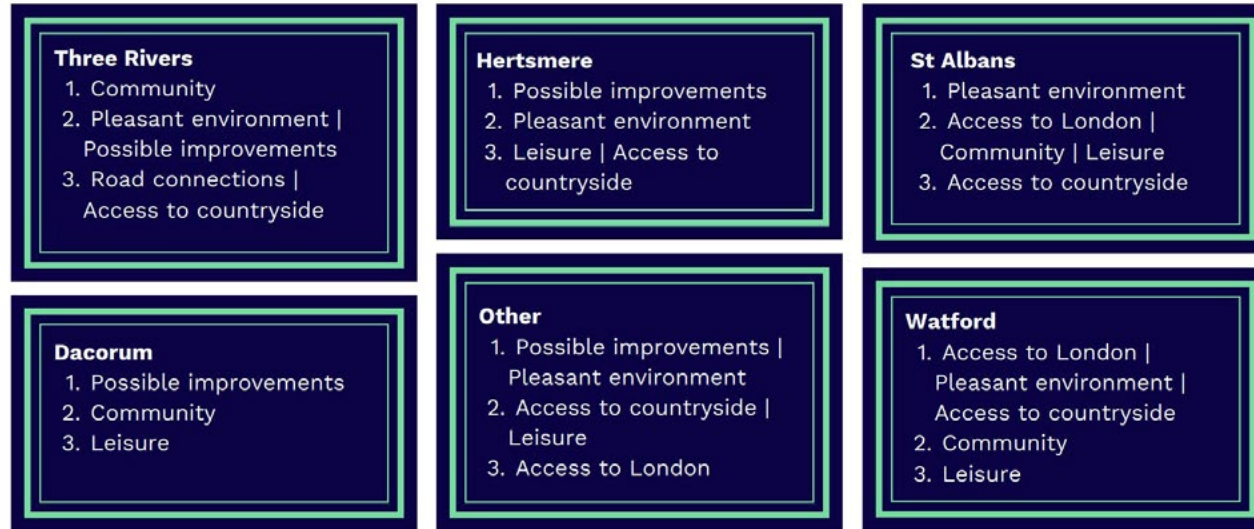 Three Rivers
1. Community
2. Pleasant environment |
Possible improvements
3. Road connections |
Access to countryside
Hertsmere
1. Possible improvements
2. Pleasant environment
3. Leisure | Access to
countryside
St Albans
1. Pleasant environment
2. Access to London |
Community | Leisure
3. Access to countryside
Dacorum
1. Possible improvements
2. Community
3. Leisure
Other
1. Possible improvements |
Pleasant environment
2. Access to countryside |
Leisure
3. Access to London
Watford
1. Access to London |
Pleasant environment |
Access to countryside
2. Community
3. Leisure